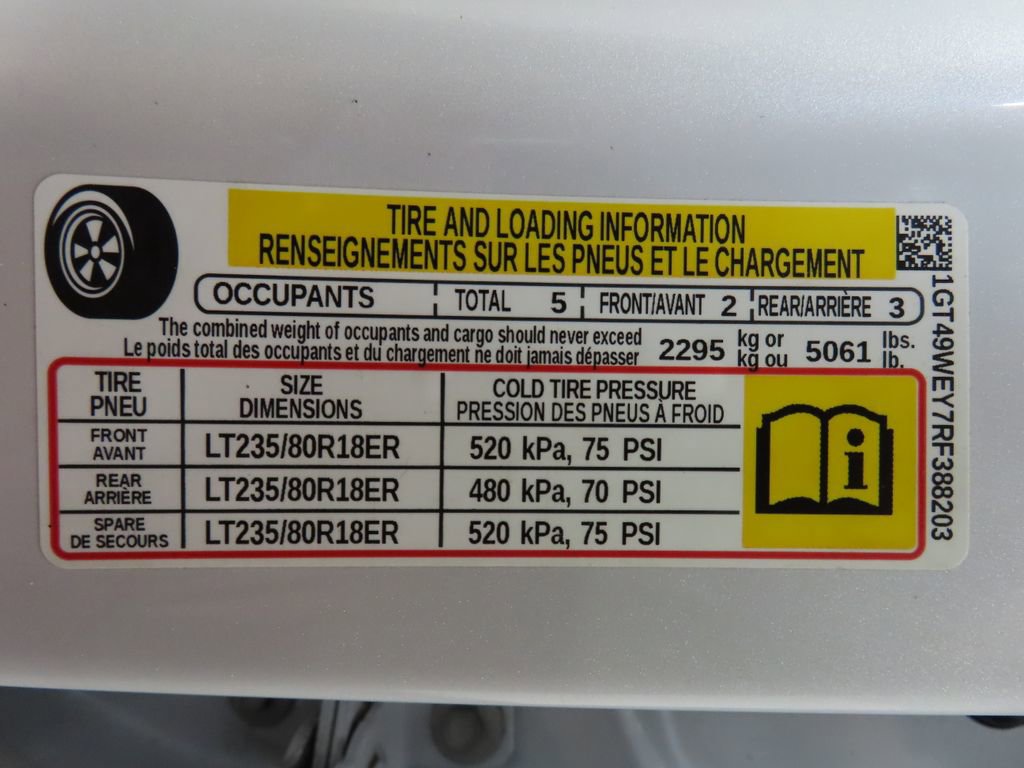 TIRE AND LOADING INFORMATION
RENSEIGNEMENTS SUR LES PNEUS ET LE CHARGEMENT
OCCUPANTS TOTAL 5 FRONT/AVANT 2 REAR/ARRIÈRE 3
The combined weight of occupants and cargo should never exceed
Le poids total des occupants et du chargement ne doit jamais dépasser
2295 kg or kg ou 5061 lbs. lb.
TIRE PNEU
SIZE DIMENSIONS
COLD TIRE PRESSURE
PRESSION DES PNEUS À FROID
FRONT AVANT LT235/80R18ER 520 kPa, 75 PSI
REAR ARRIÈRE LT235/80R18ER 480 kPa, 70 PSI
SPARE DE SECOURS LT235/80R18ER 520 kPa, 75 PSI
i
1GT49WEY7RF388203